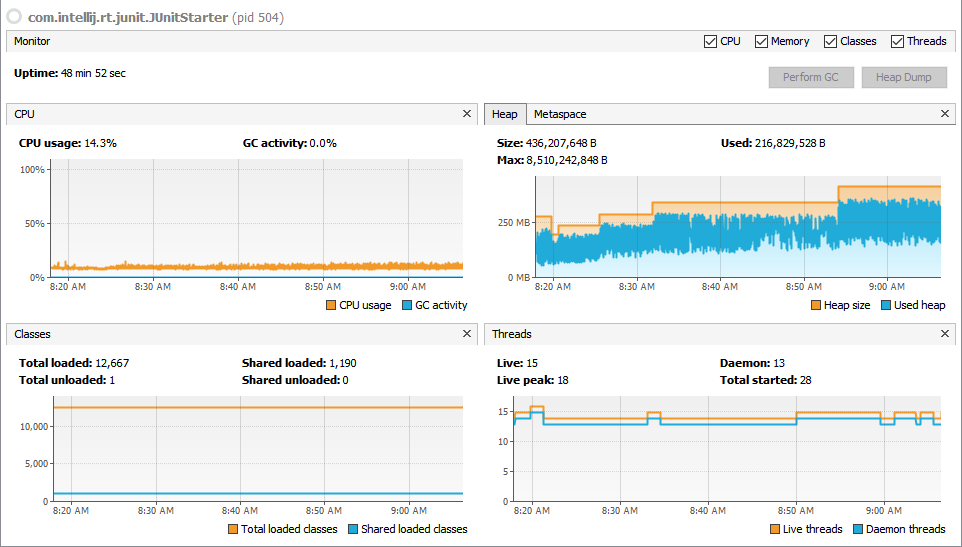 com.intellij.rt.junit.JUnitStarter (pid 504)
Monitor
CPU Memory Classes Threads
Uptime: 48 min 52 sec
Perform GC Heap Dump
CPU
CPU usage: 14.3% GC activity: 0.0%
100%
50%
0%
8:20 AM 8:30 AM 8:40 AM 8:50 AM 9:00 AM
CPU usage GC activity
Heap Metaspace
Size: 436,207,648 B Used: 216,829,528 B
Max: 8,510,242,848 B
250 MB
0 MB
8:20 AM 8:30 AM 8:40 AM 8:50 AM 9:00 AM
Heap size Used heap
Classes
Total loaded: 12,667 Shared loaded: 1,190
Total unloaded: 1 Shared unloaded: 0
10,000
5,000
0
8:20 AM 8:30 AM 8:40 AM 8:50 AM 9:00 AM
Total loaded classes Shared loaded classes
Threads
Live: 15 Daemon: 13
Live peak: 18 Total started: 28
15
10
5
0
8:20 AM 8:30 AM 8:40 AM 8:50 AM 9:00 AM
Live threads Daemon threads